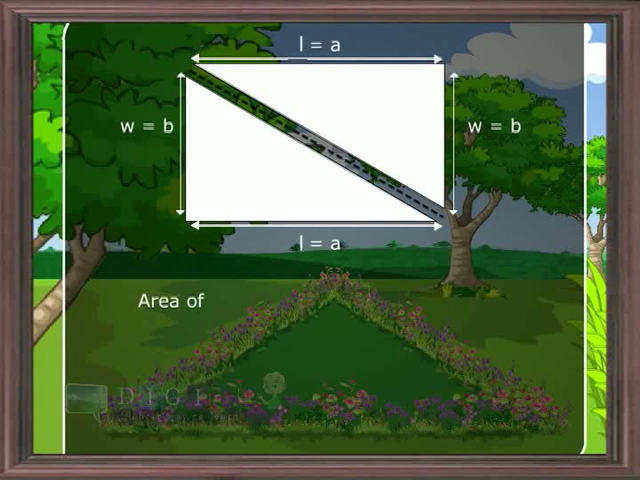 l = a
w = b
w = b
l = a
Area of
D I G I